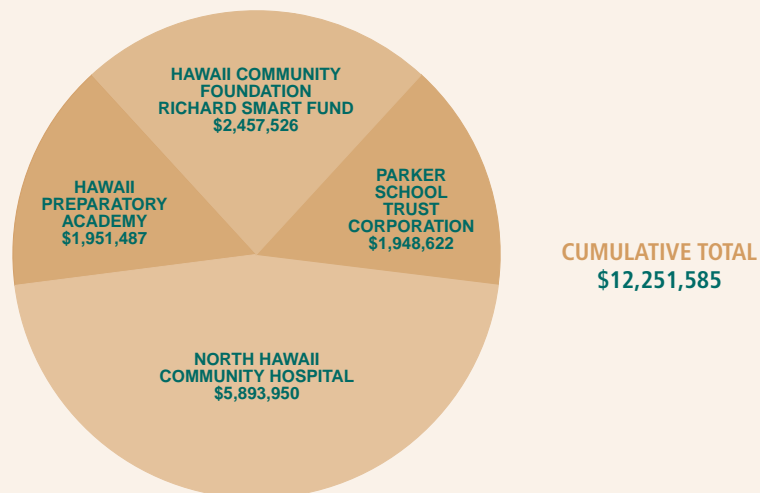 HAWAII COMMUNITY
FOUNDATION
RICHARD SMART FUND
$2,457,526
HAWAII
PREPARATORY
ACADEMY
$1,951,487
PARKER
SCHOOL
TRUST
CORPORATION
$1,948,622
CUMULATIVE TOTAL
$12,251,585
NORTH HAWAII
COMMUNITY HOSPITAL
$5,893,950